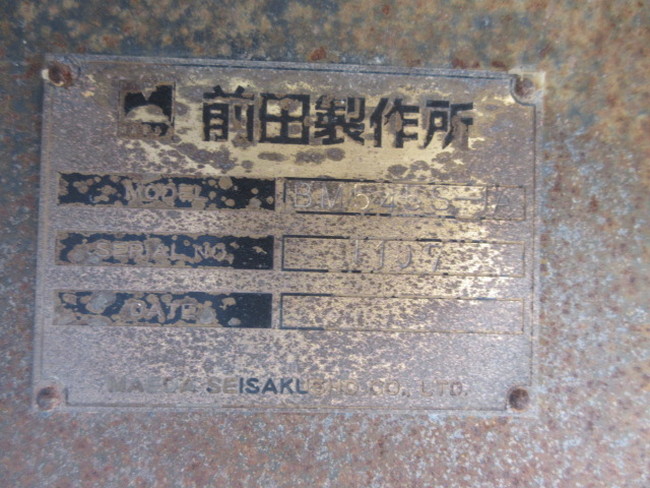 前田製作所
MODEL
SERIAL NO.
DATE
MAEDA SEISAKUSHO CO., LTD.